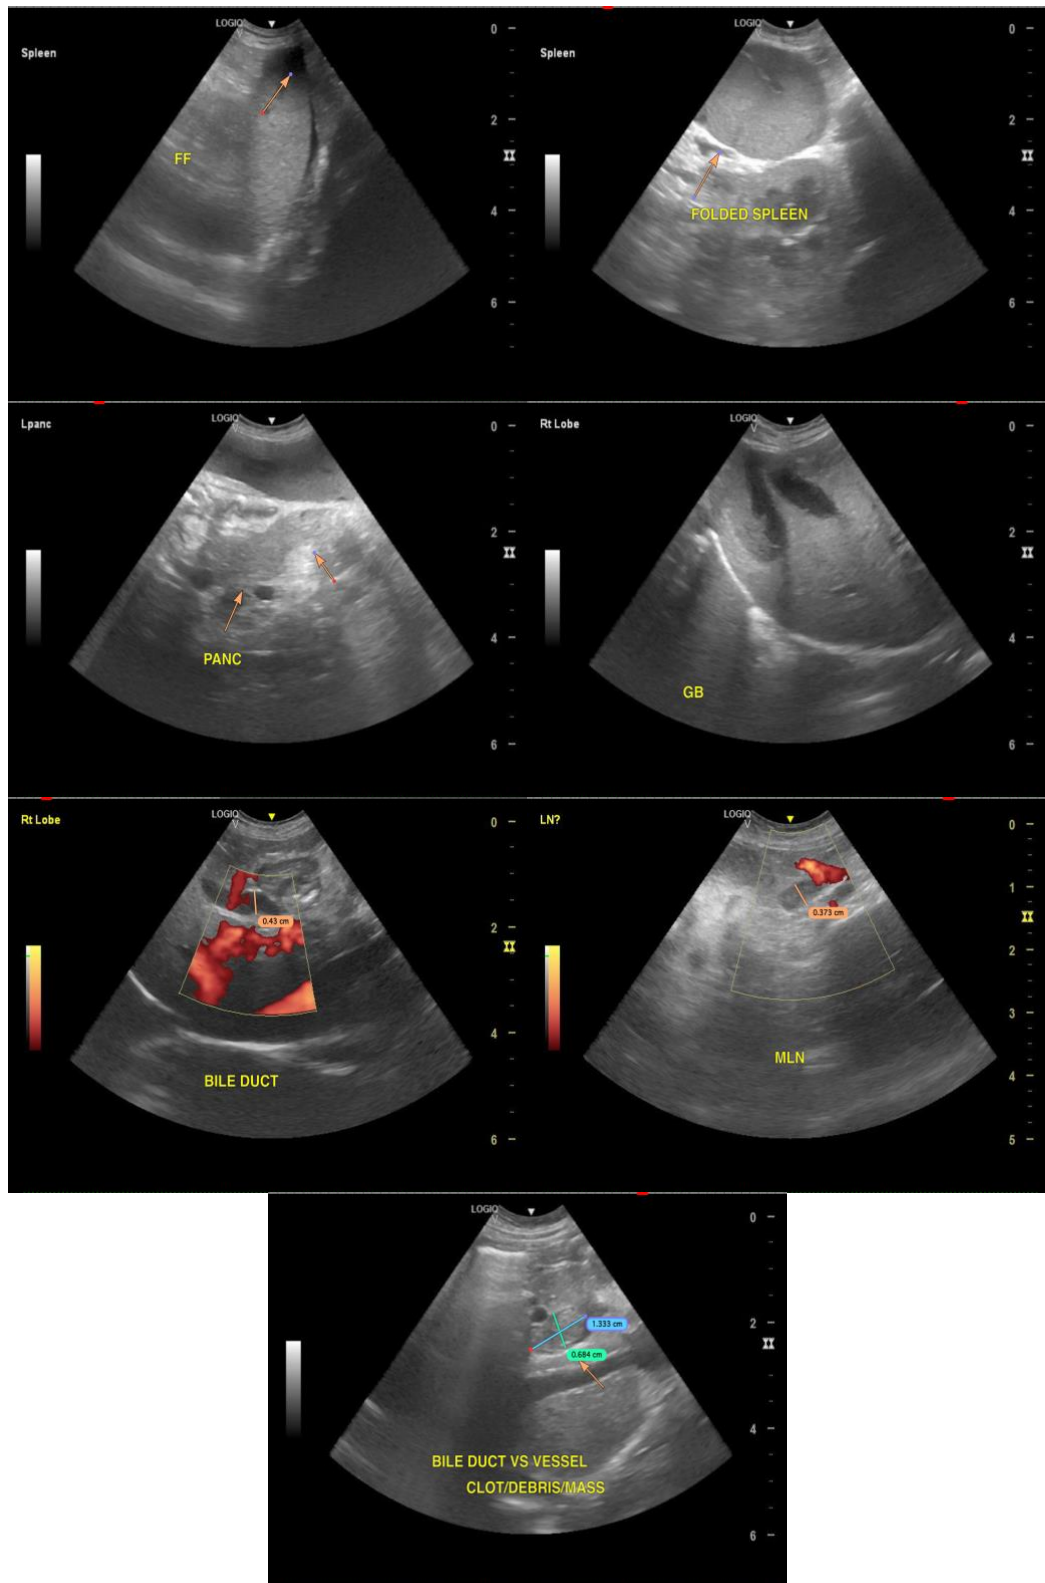 LOGIQ
Spleen
FF
0
2
4
6
LOGIQ
Spleen
FOLDED SPLEEN
0
2
4
6
LOGIQ
Lpanc
PANC
0
2
4
6
LOGIQ
Rt Lobe
GB
0
2
4
6
LOGIQ
Rt Lobe
0.43 cm
BILE DUCT
0
2
4
6
LOGIQ
LN?
0.373 cm
MLN
0
1
2
3
4
5
LOGIQ
1.333 cm
0.684 cm
BILE DUCT VS VESSEL
CLOT/DEBRIS/MASS
0
2
4
6